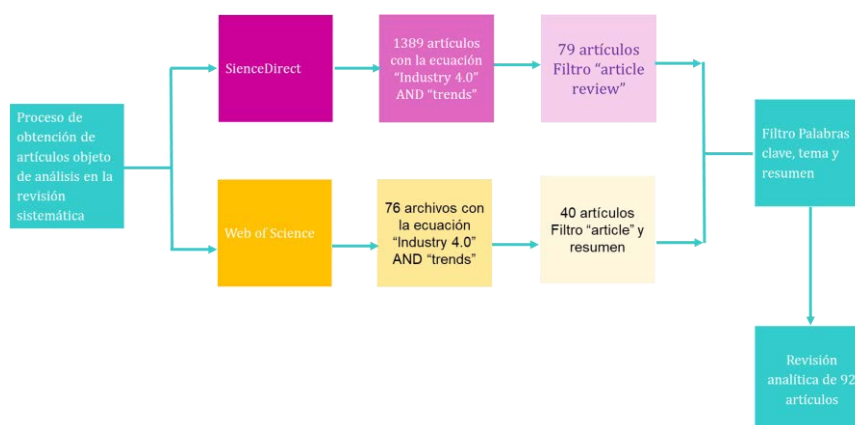 Proceso de
obtención de
artículos objeto
de análisis en la
revisión
sistemática
SienceDirect
1389 artículos
con la ecuación
“Industry 4.0”
AND “trends”
79 artículos
Filtro “article
review”
Web of Science
76 archivos con
la ecuación
“Industry 4.0”
AND “trends”
40 artículos
Filtro “article” y
resumen
Filtro Palabras
clave, tema y
resumen
Revisión
analítica de 92
artículos